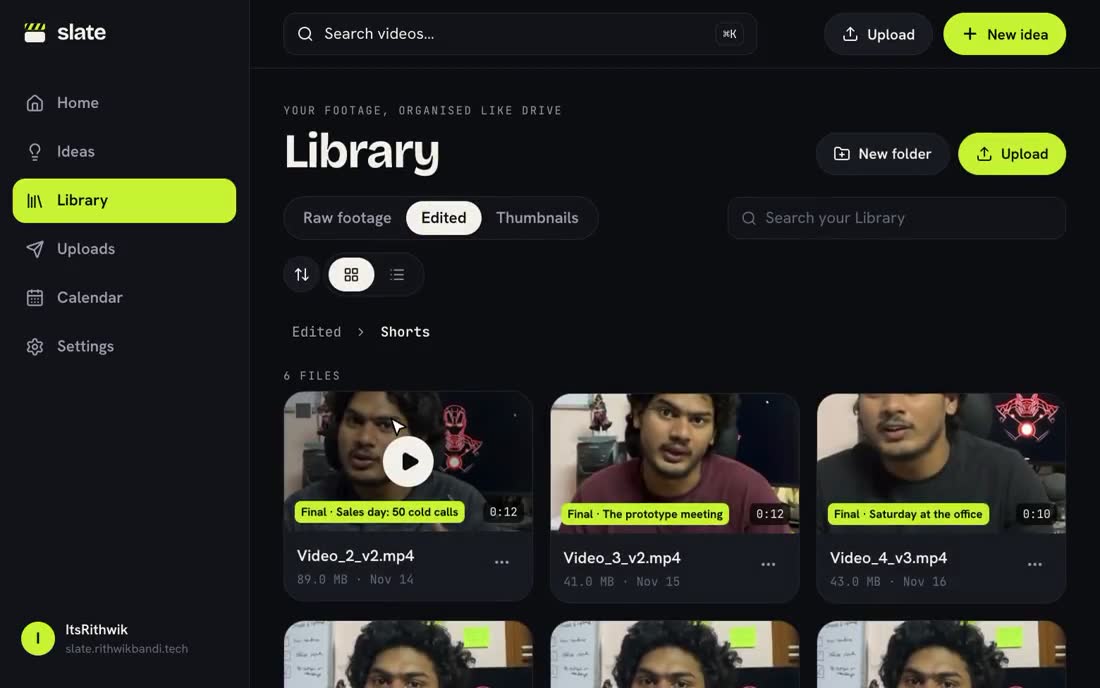 slate
Search videos...
⌘K
Upload
New idea
Home
Ideas
Library
Uploads
Calendar
Settings
YOUR FOOTAGE, ORGANISED LIKE DRIVE
Library
New folder
Upload
Raw footage
Edited
Thumbnails
Search your Library
Edited > Shorts
6 FILES
Final · Sales day: 50 cold calls
0:12
Final · The prototype meeting
0:12
Final · Saturday at the office
0:10
Video_2_v2.mp4
89.0 MB · Nov 14
Video_3_v2.mp4
41.0 MB · Nov 15
Video_4_v3.mp4
43.0 MB · Nov 16
I
ItsRithwik
slate.rithwikbandi.tech